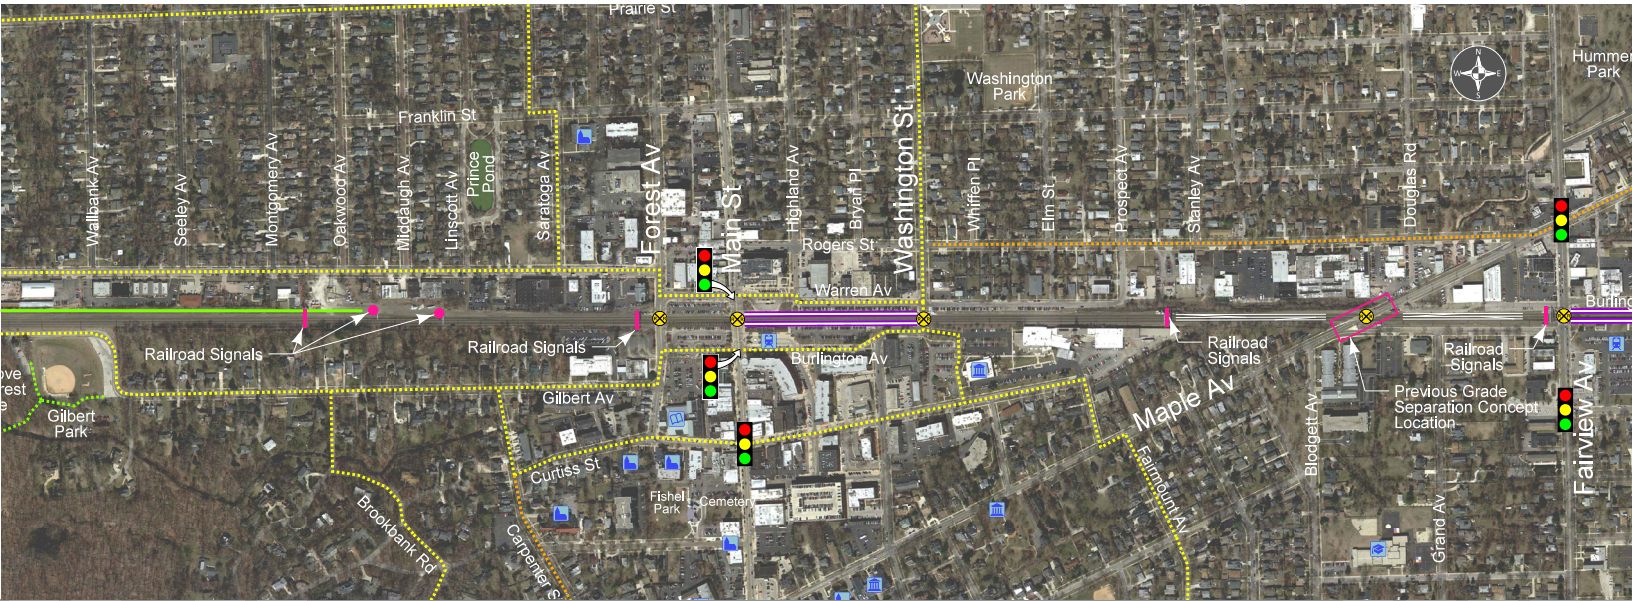 Prairie St
Washington
Park
Hummer
Park
N
W
E
S
Franklin St
Wallbank Av
Seeley Av
Montgomery Av
Oakwood Av
Middaugh Av
Linscott Av
Prince
Pond
Saratoga Av
Forest Av
Main St
Highland Av
Bryan Pl
Washington St
Whiffen Pl
Elm St
Prospect Av
Stanley Av
Douglas Rd
Rogers St
Warren Av
Burling
Railroad Signals
Railroad Signals
Burlington Av
Railroad
Signals
Railroad
Signals
Previous Grade
Separation Concept
Location
Gilbert Av
Gilbert
Park
ove
rest
e
Maple Av
Blodgett Av
Fairview Av
Curtiss St
Fishel
Park
Cemetery
Brookbank Rd
Carpenter S
Fairmount Av
Grand Av